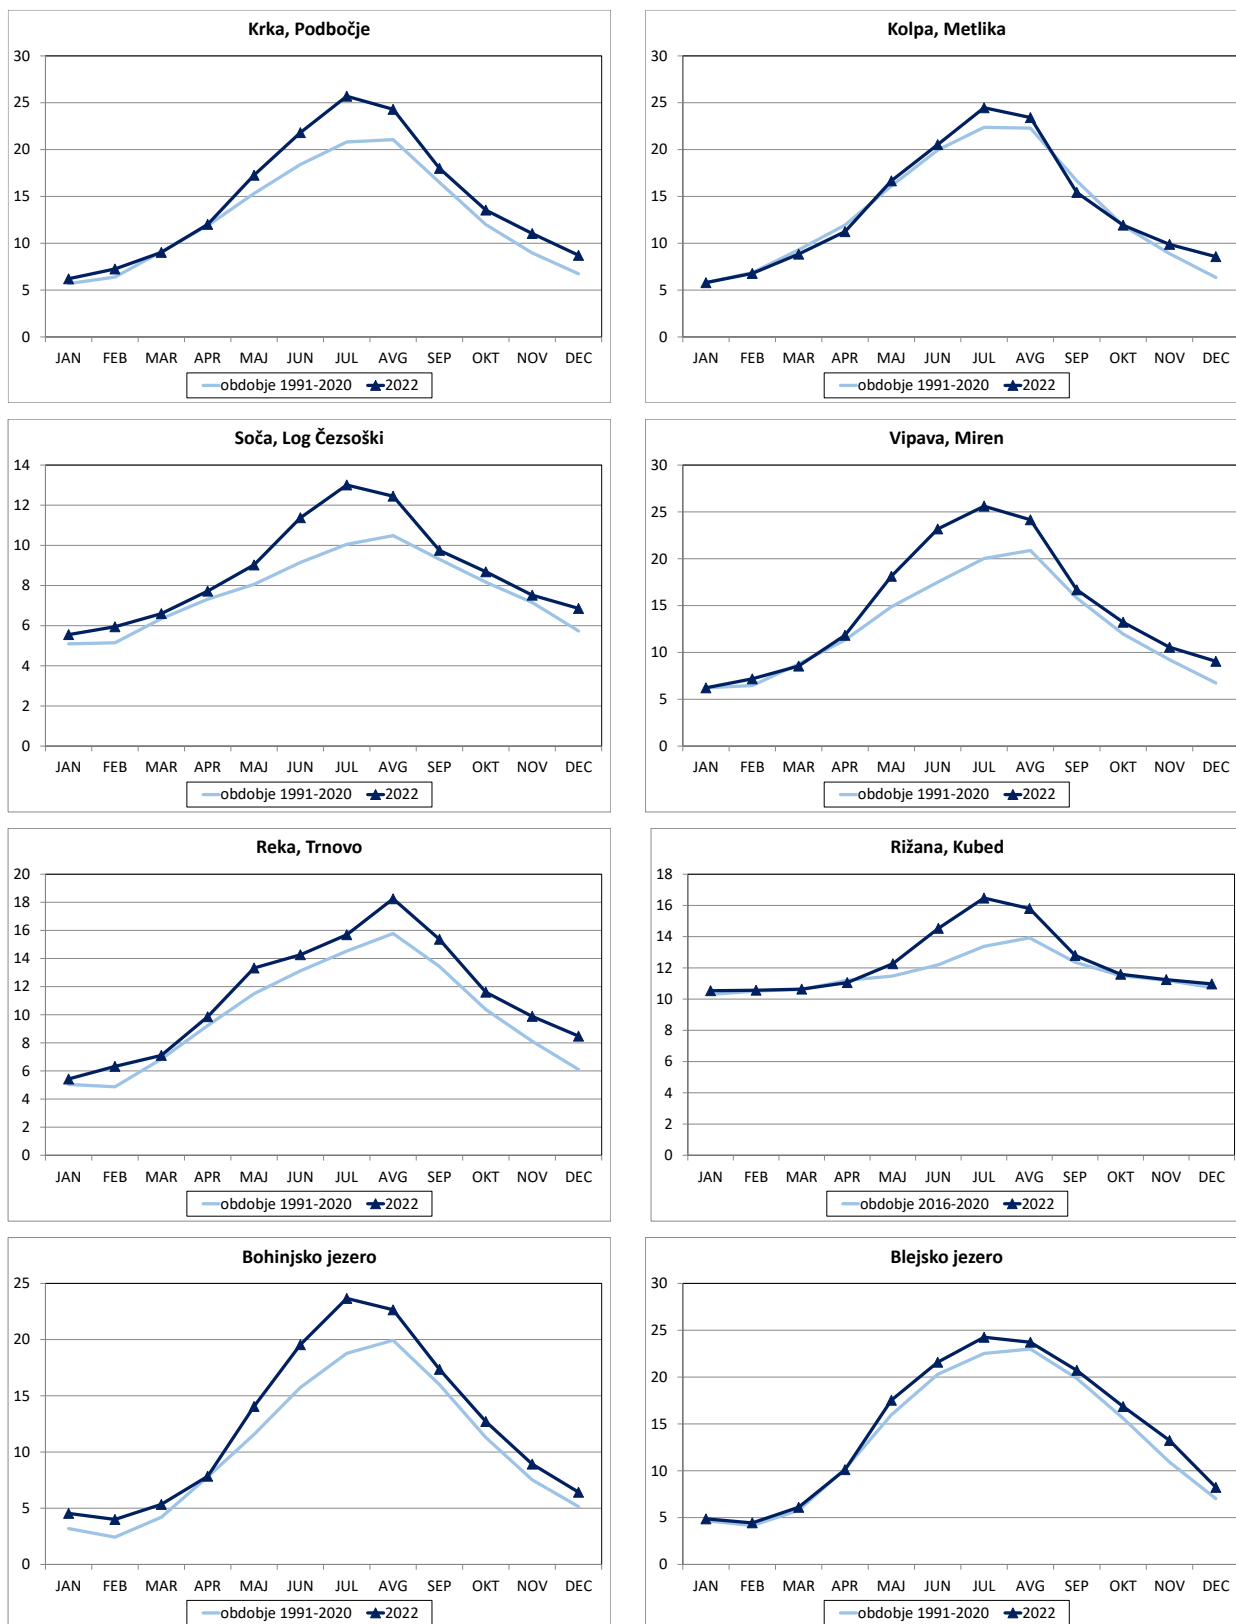 Krka, Podbočje
30
25
20
15
10
5
0
JAN FEB MAR APR MAJ JUN JUL AVG SEP OKT NOV DEC
obdobje 1991-2020 2022
Kolpa, Metlika
30
25
20
15
10
5
0
JAN FEB MAR APR MAJ JUN JUL AVG SEP OKT NOV DEC
obdobje 1991-2020 2022
Soča, Log Čezsoški
14
12
10
8
6
4
2
0
JAN FEB MAR APR MAJ JUN JUL AVG SEP OKT NOV DEC
obdobje 1991-2020 2022
Vipava, Miren
30
25
20
15
10
5
0
JAN FEB MAR APR MAJ JUN JUL AVG SEP OKT NOV DEC
obdobje 1991-2020 2022
Reka, Trnovo
20
18
16
14
12
10
8
6
4
2
0
JAN FEB MAR APR MAJ JUN JUL AVG SEP OKT NOV DEC
obdobje 1991-2020 2022
Rižana, Kubed
18
16
14
12
10
8
6
4
2
0
JAN FEB MAR APR MAJ JUN JUL AVG SEP OKT NOV DEC
obdobje 2016-2020 2022
Bohinjsko jezero
25
20
15
10
5
0
JAN FEB MAR APR MAJ JUN JUL AVG SEP OKT NOV DEC
obdobje 1991-2020 2022
Blejsko jezero
30
25
20
15
10
5
0
JAN FEB MAR APR MAJ JUN JUL AVG SEP OKT NOV DEC
obdobje 1991-2020 2022